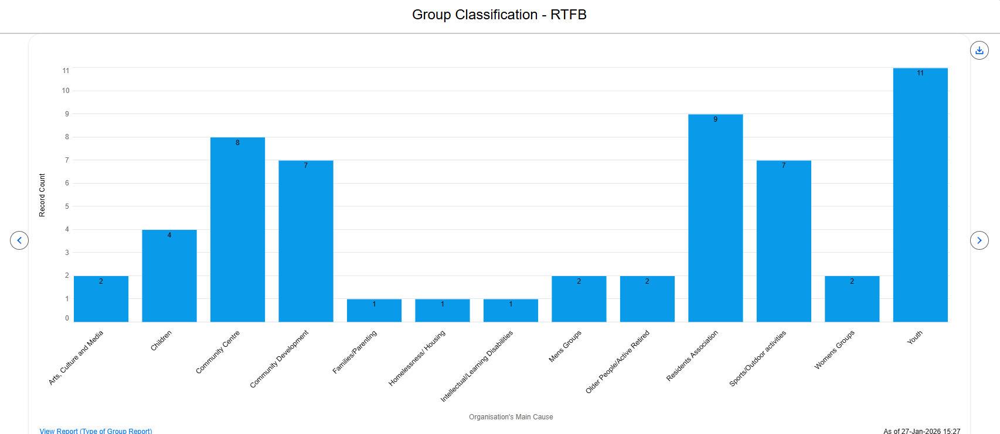 Group Classification - RTFB
11
10
9
8
7
6
5
4
3
2
1
0
Record Count
2
4
8
7
1
1
1
2
2
9
7
2
11
Arts, Culture and Media
Children
Community Centre
Community Development
Families/Parenting
Homelessness/ Housing
Intellectual/Learning Disabilities
Mens Groups
Older People/Active Retired
Residents Association
Sports/Outdoor activities
Womens Groups
Youth
Organisation's Main Cause
View Report (Type of Group Report)
As of 27-Jan-2026 15:27